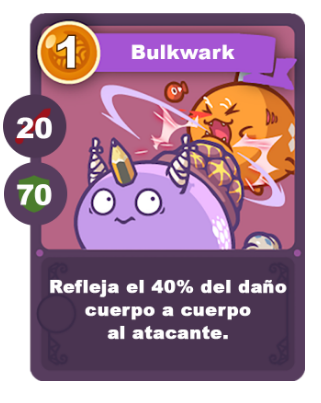 1
Bulkwark
20
70
Refleja el 40% del daño
cuerpo a cuerpo
al atacante.